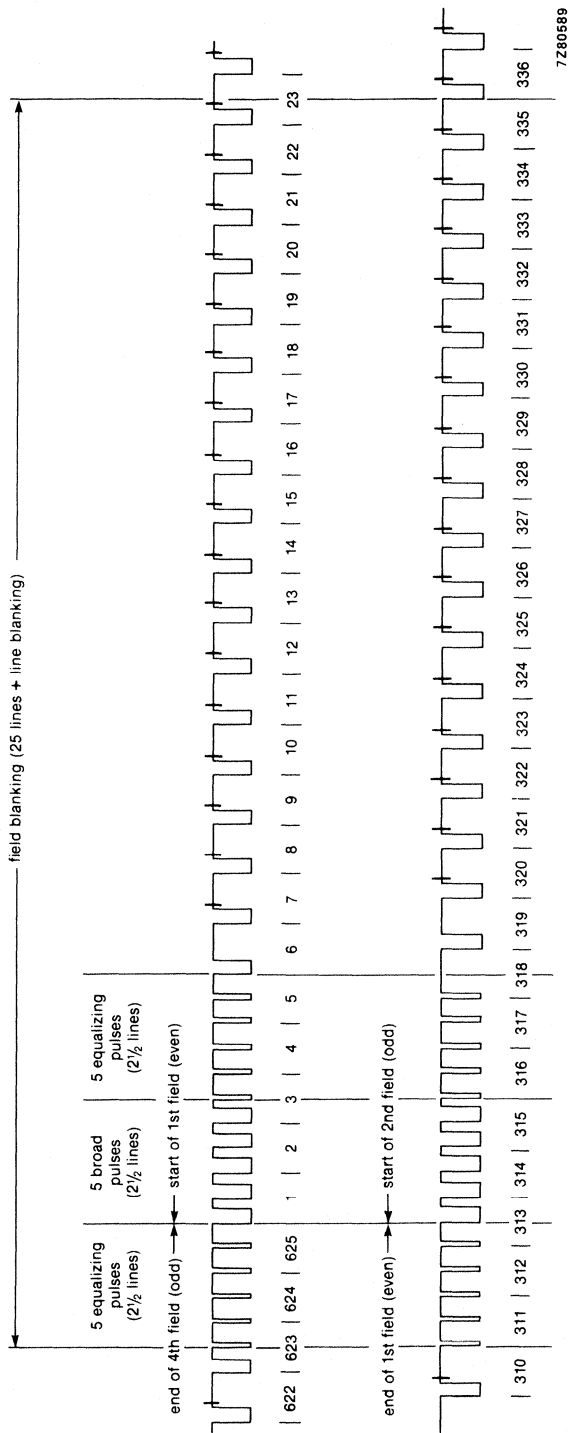 field blanking (25 lines + line blanking)
5 equalizing
pulses
(2½ lines)
5 broad
pulses
(2½ lines)
5 equalizing
pulses
(2½ lines)
end of 4th field (odd)
start of 1st field (even)
622 | 623 | 624 | 625 | 1 | 2 | 3 | 4 | 5 | 6 | 7 | 8 | 9 | 10 | 11 | 12 | 13 | 14 | 15 | 16 | 17 | 18 | 19 | 20 | 21 | 22 | 23 |
end of 1st field (even)
start of 2nd field (odd)
310 | 311 | 312 | 313 | 314 | 315 | 316 | 317 | 318 | 319 | 320 | 321 | 322 | 323 | 324 | 325 | 326 | 327 | 328 | 329 | 330 | 331 | 332 | 333 | 334 | 335 | 336 |
7Z80589